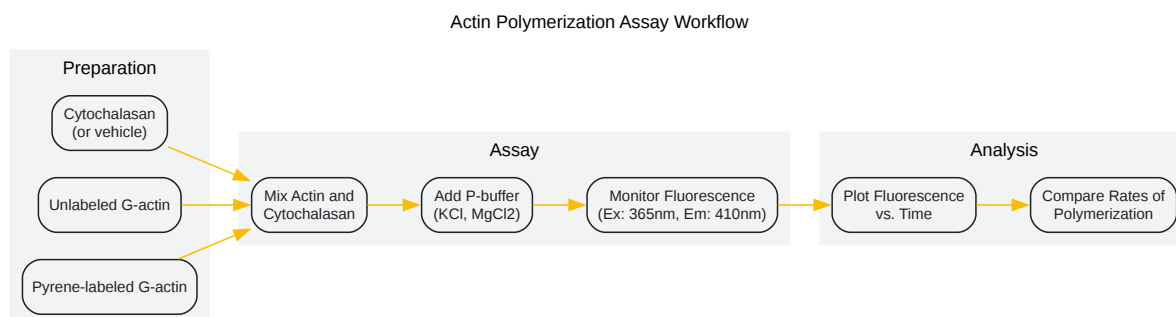 Actin Polymerization Assay Workflow
Preparation
Cytochalasan
(or vehicle)
Unlabeled G-actin
Pyrene-labeled G-actin
Assay
Mix Actin and
Cytochalasan
Add P-buffer
(KCl, MgCl2)
Monitor Fluorescence
(Ex: 365nm, Em: 410nm)
Analysis
Plot Fluorescence
vs. Time
Compare Rates of
Polymerization